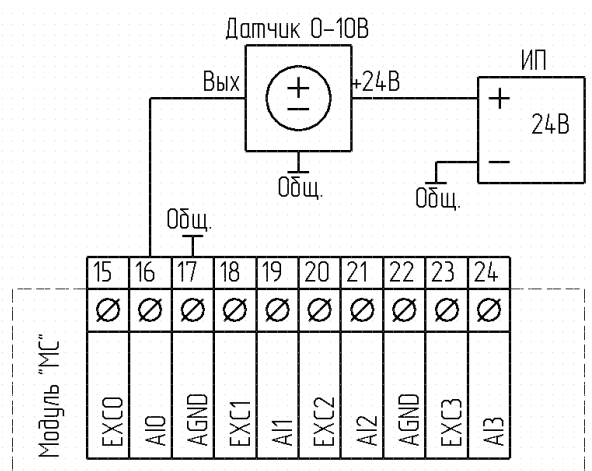 Датчик 0-10В
ИП
Вых
+24В
24В
Общ.
Общ.
Общ.
15 16 17 18 19 20 21 22 23 24
Модуль "МС"
EXC0 AI0 AGND EXC1 AI1 EXC2 AI2 AGND EXC3 AI3